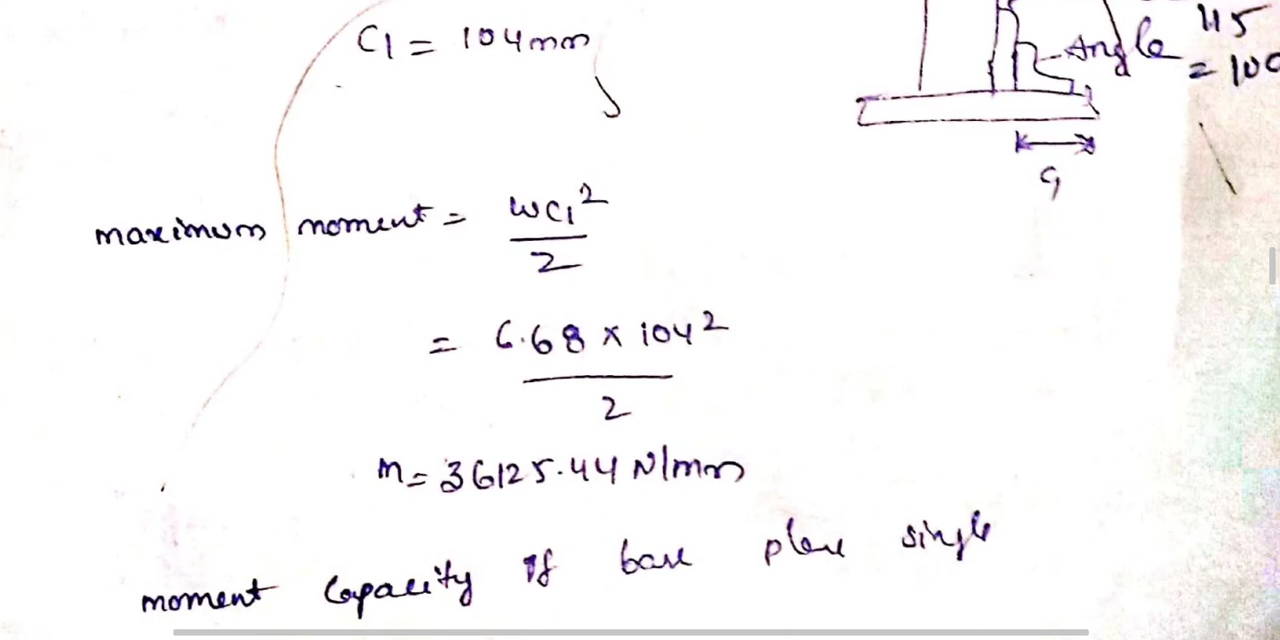 C1 = 104mm
Angle
115
= 100
C1
maximum moment = wc1²
2
= 6.68 x 104²
2
m = 36125.44 N/mm
moment capacity of base plate single